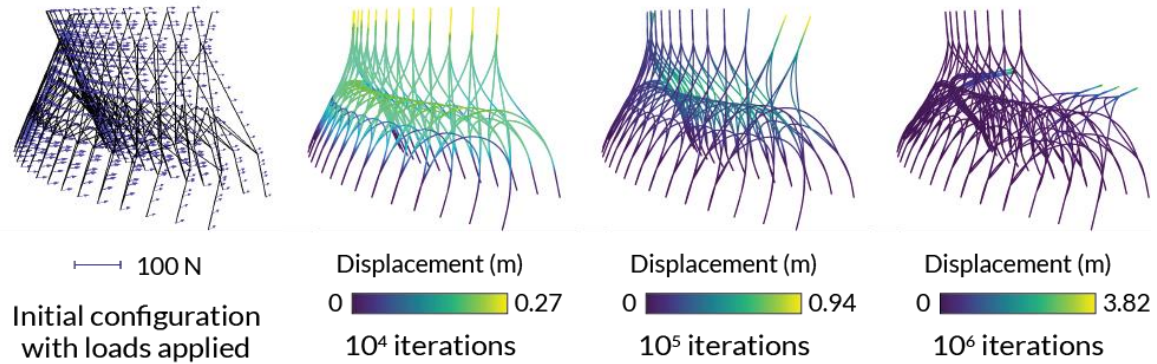 100 N
Initial configuration
with loads applied
Displacement (m)
0 0.27
10⁴ iterations
Displacement (m)
0 0.94
10⁵ iterations
Displacement (m)
0 3.82
10⁶ iterations